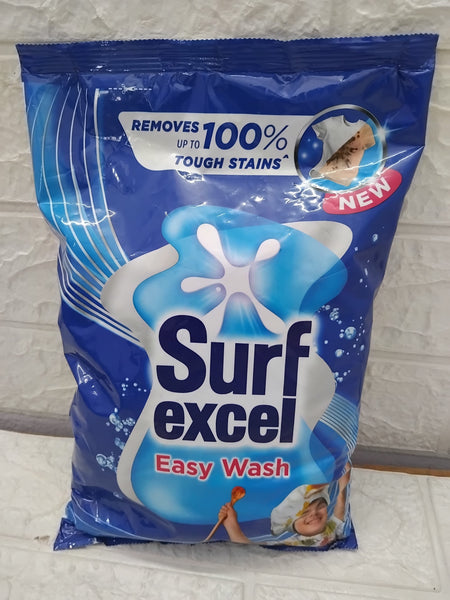 REMOVES UP TO 100%
TOUGH STAINS^
NEW
Surf
excel
Easy Wash